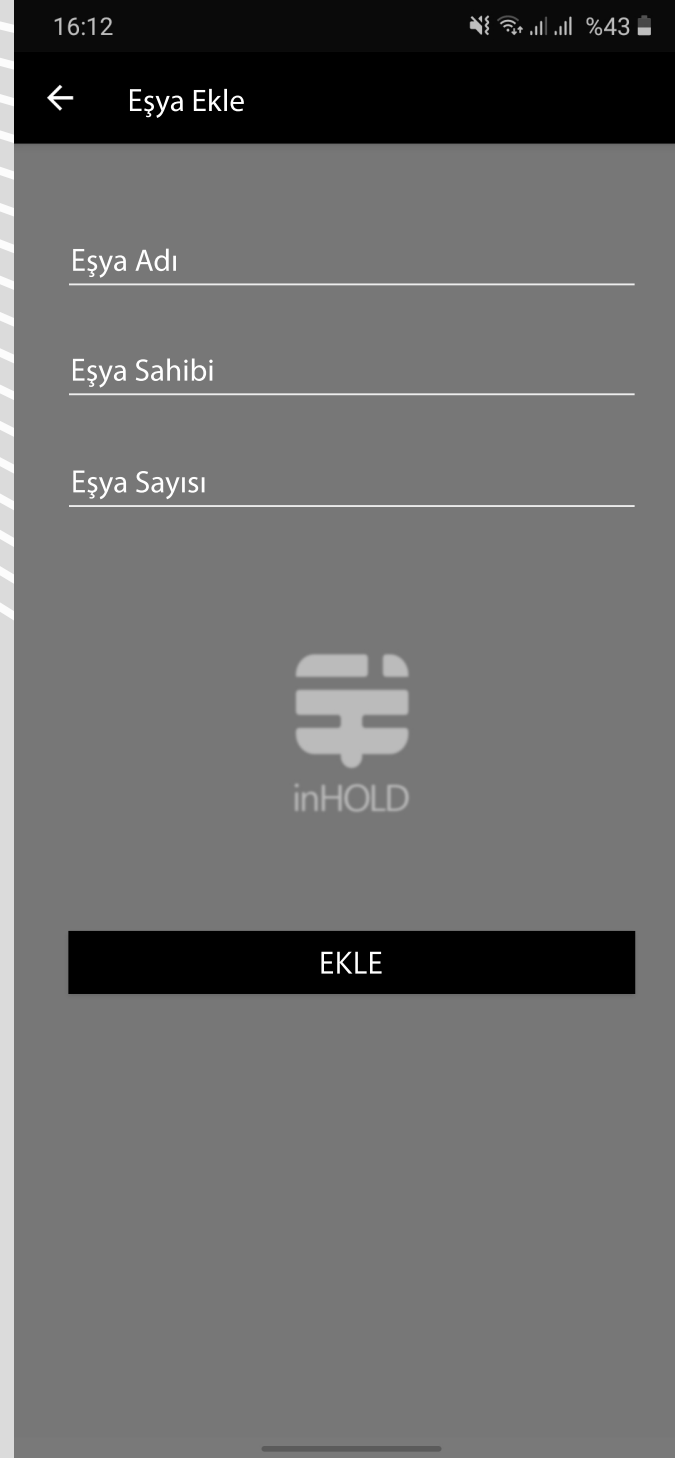 16:12 %43
Eşya Ekle
Eşya Adı
Eşya Sahibi
Eşya Sayısı
inHOLD
EKLE